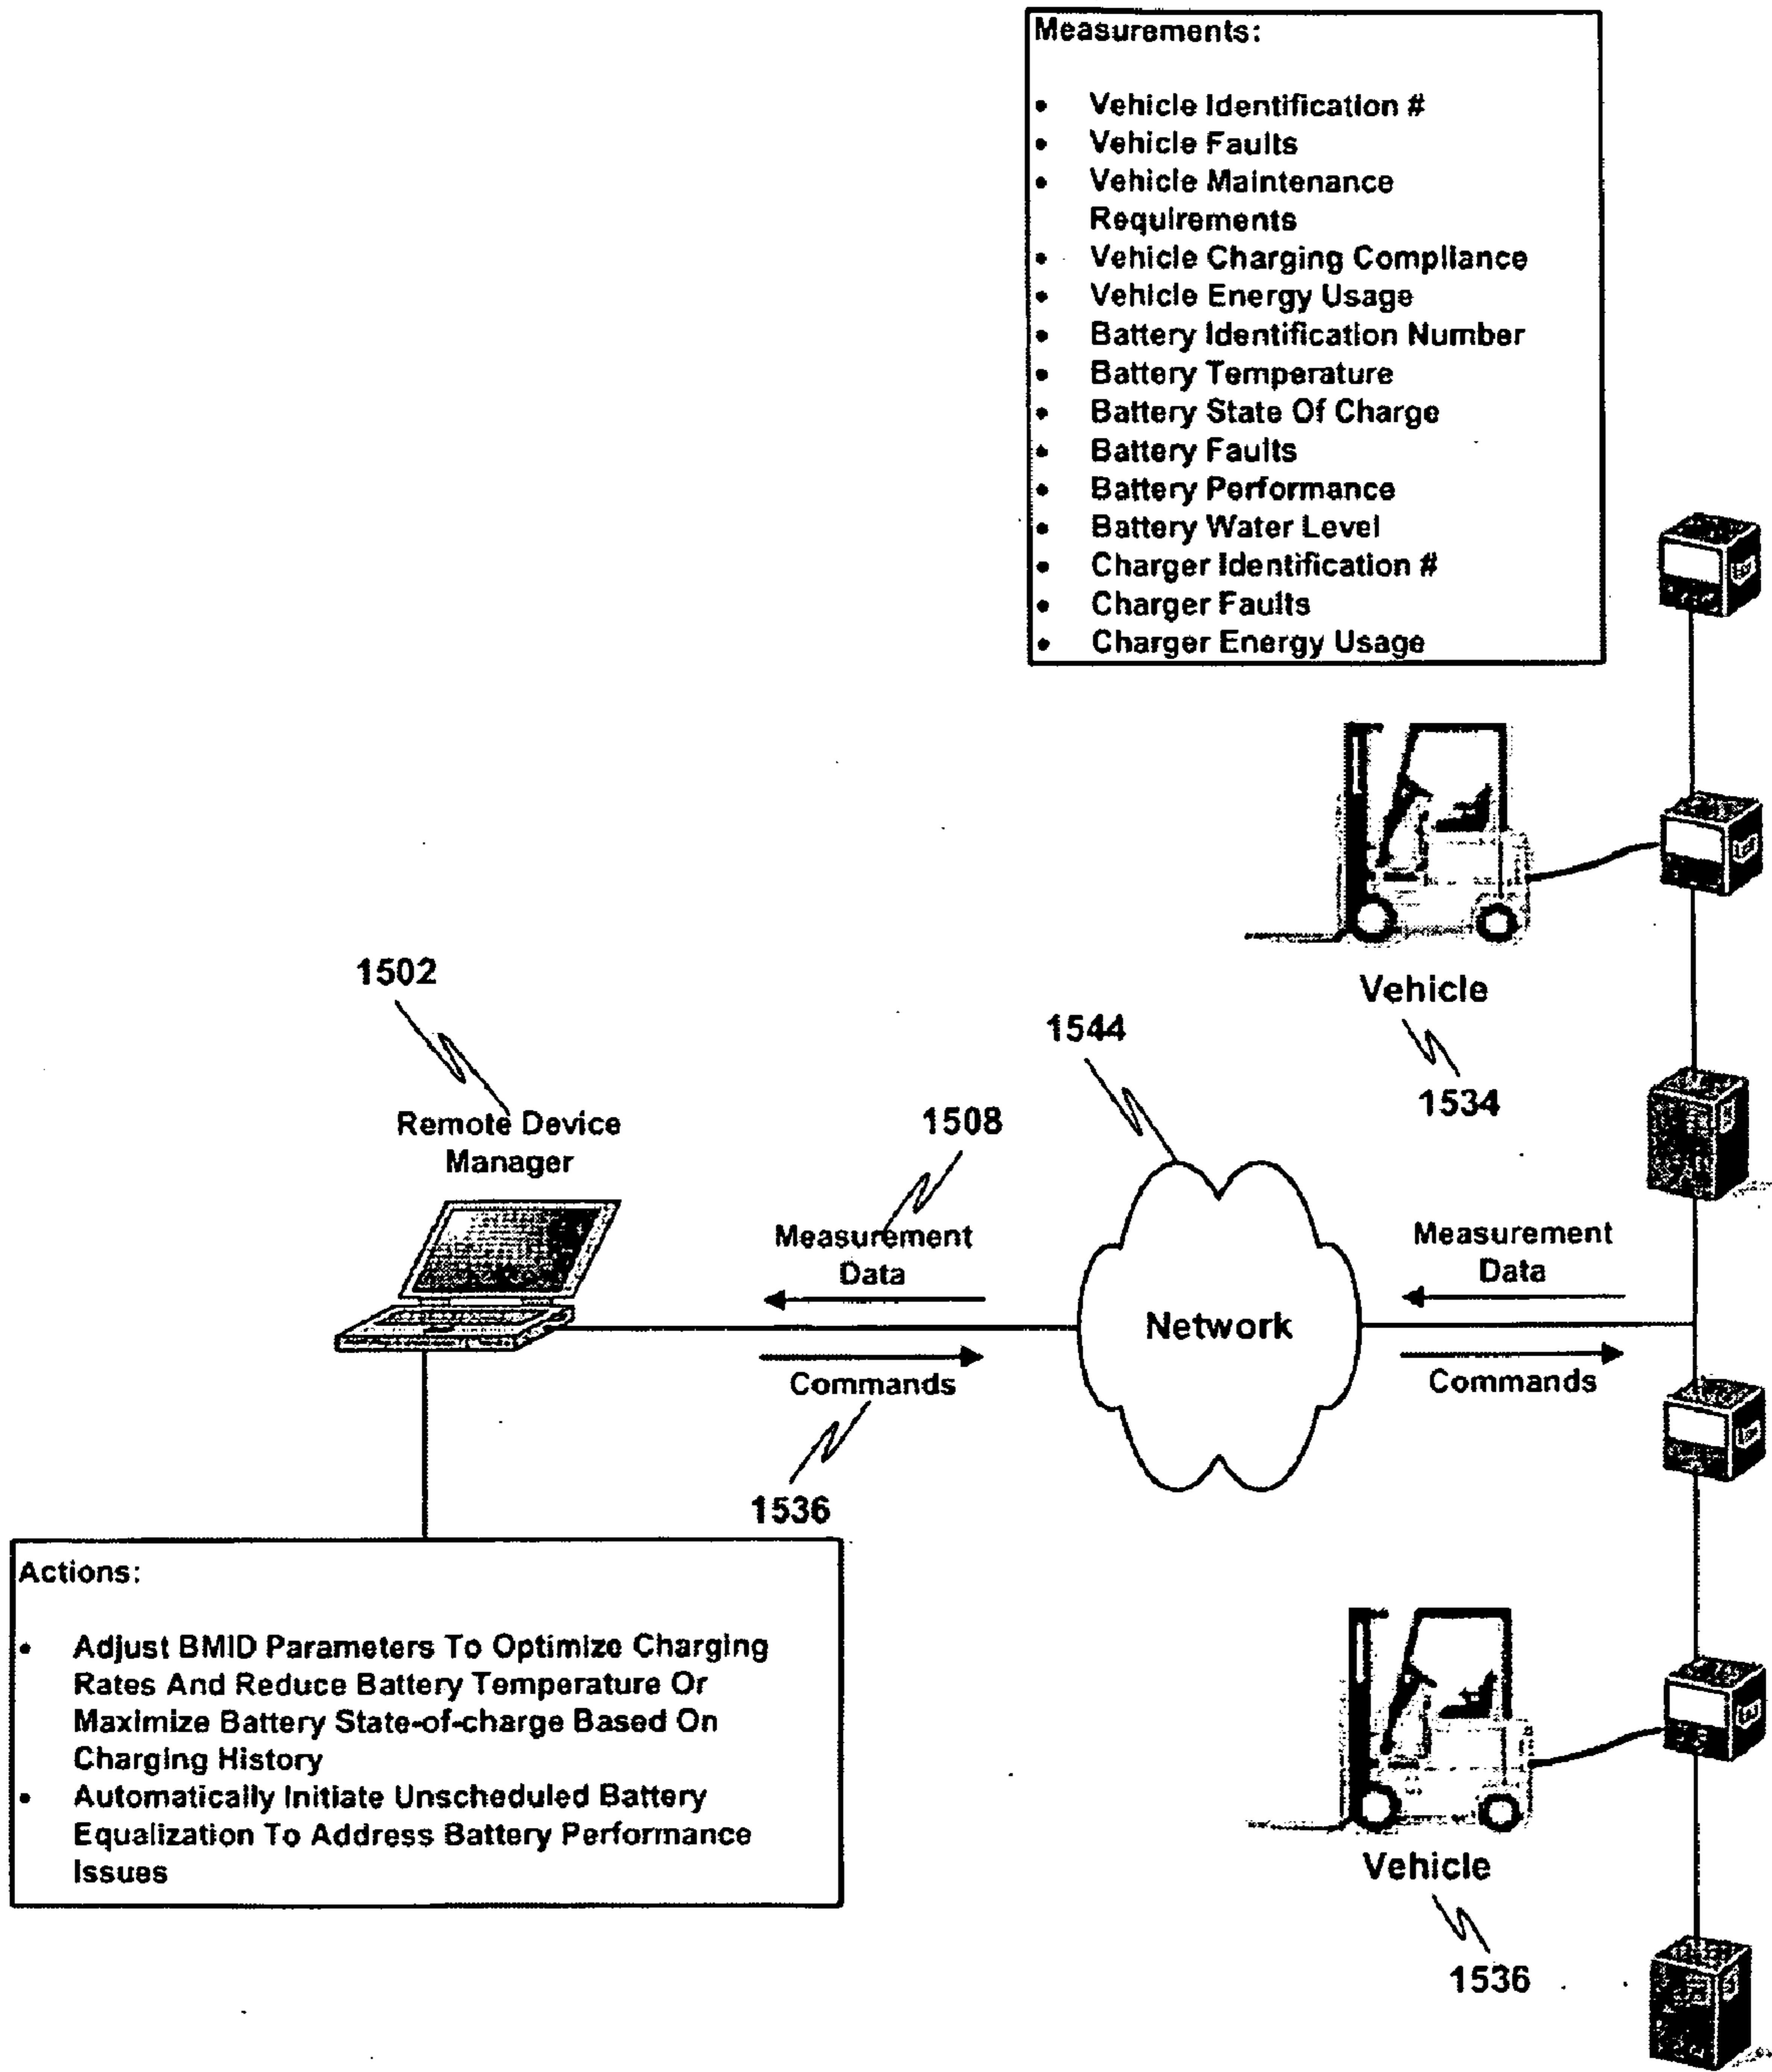 Measurements:
• Vehicle Identification #
• Vehicle Faults
• Vehicle Maintenance
Requirements
• Vehicle Charging Compliance
• Vehicle Energy Usage
• Battery Identification Number
• Battery Temperature
• Battery State Of Charge
• Battery Faults
• Battery Performance
• Battery Water Level
• Charger Identification #
• Charger Faults
• Charger Energy Usage
Vehicle
1534
1502
Remote Device
Manager
1508
Measurement
Data
Commands
1536
1544
Network
Measurement
Data
Commands
Actions:
• Adjust BMID Parameters To Optimize Charging
Rates And Reduce Battery Temperature Or
Maximize Battery State-of-charge Based On
Charging History
• Automatically Initiate Unscheduled Battery
Equalization To Address Battery Performance
Issues
Vehicle
1536